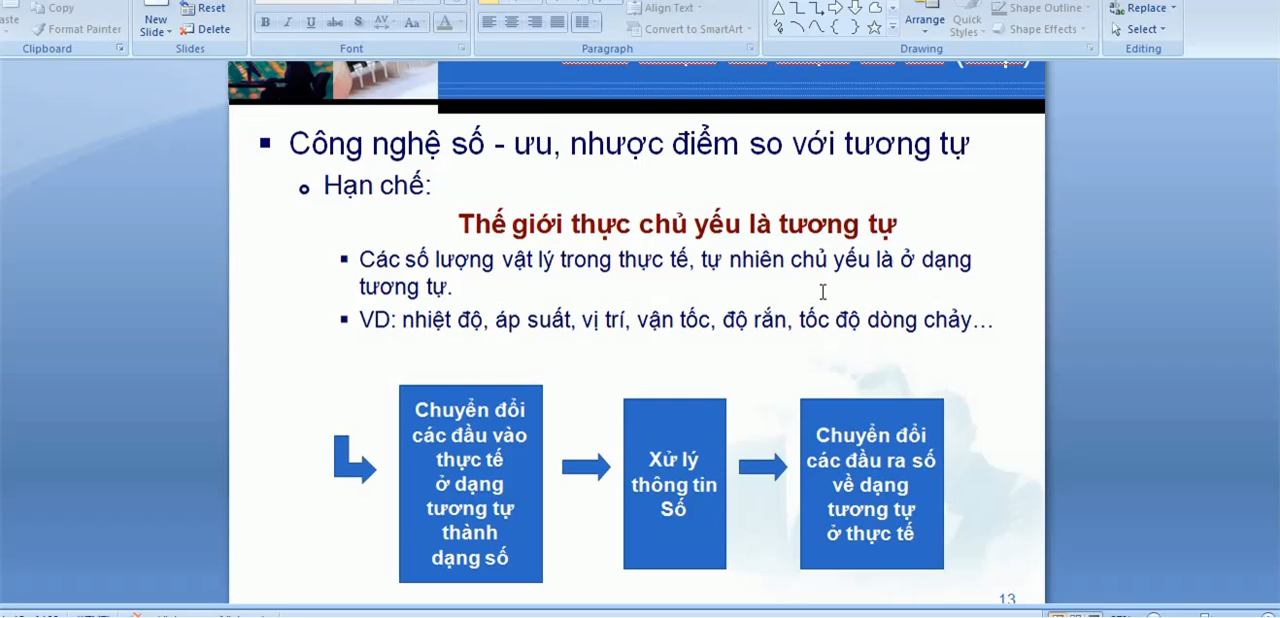 Copy
Format Painter
Clipboard
New
Slide
Reset
Delete
Slides
B I U abc S AV Aa A
Font
Align Text
Convert to SmartArt
Paragraph
Arrange
Quick
Styles
Shape Outline
Shape Effects
Drawing
Replace
Select
Editing
Công nghệ số - ưu, nhược điểm so với tương tự
Hạn chế:
Thế giới thực chủ yếu là tương tự
Các số lượng vật lý trong thực tế, tự nhiên chủ yếu là ở dạng
tương tự.
VD: nhiệt độ, áp suất, vị trí, vận tốc, độ rắn, tốc độ dòng chảy…
Chuyển đổi
các đầu vào
thực tế
ở dạng
tương tự
thành
dạng số
Xử lý
thông tin
Số
Chuyển đổi
các đầu ra số
về dạng
tương tự
ở thực tế
13